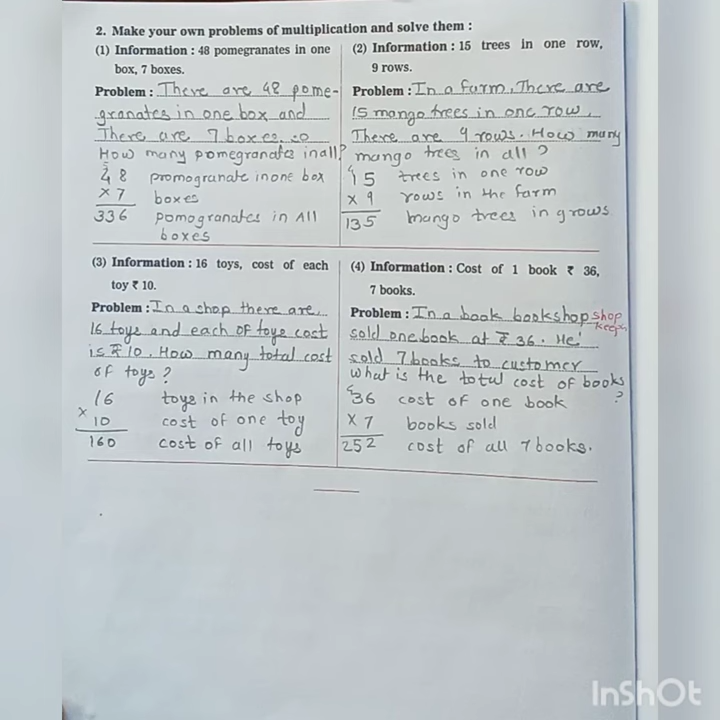 2. Make your own problems of multiplication and solve them :
(1) Information : 48 pomegranates in one
box, 7 boxes.
Problem : There are 48 pome-
granates in one box and
There are 7 boxes. so
How many pomegranates in all?
5
48 promogranate in one box
× 7 boxes
336 pomogranates in All
boxes
(2) Information : 15 trees in one row,
9 rows.
Problem : In a farm, There are
15 mango trees in one row.
There are 9 rows. How many
mango trees in all ?
4
15 trees in one row
× 9 rows in the farm
135 mango trees in 9 rows
(3) Information : 16 toys, cost of each
toy ₹ 10.
Problem : In a shop there are
16 toys and each of toys cost
is ₹ 10. How many total cost
of toys ?
16 toys in the shop
× 10 cost of one toy
160 cost of all toys
(4) Information : Cost of 1 book ₹ 36,
7 books.
Problem : In a book bookshop shop
keeper
sold one book at ₹ 36. He
sold 7 books to customer
What is the total cost of books
?
4
36 cost of one book
× 7 books sold
252 cost of all 7 books.
InShOt